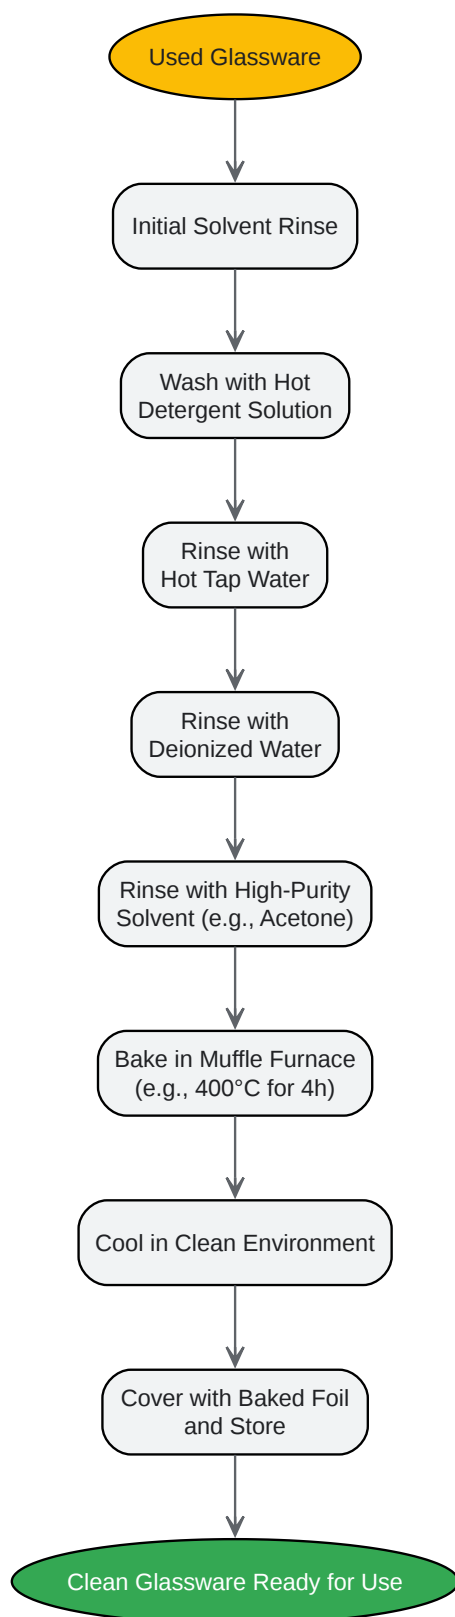 Used Glassware
Initial Solvent Rinse
Wash with Hot
Detergent Solution
Rinse with
Hot Tap Water
Rinse with
Deionized Water
Rinse with High-Purity
Solvent (e.g., Acetone)
Bake in Muffle Furnace
(e.g., 400°C for 4h)
Cool in Clean Environment
Cover with Baked Foil
and Store
Clean Glassware Ready for Use